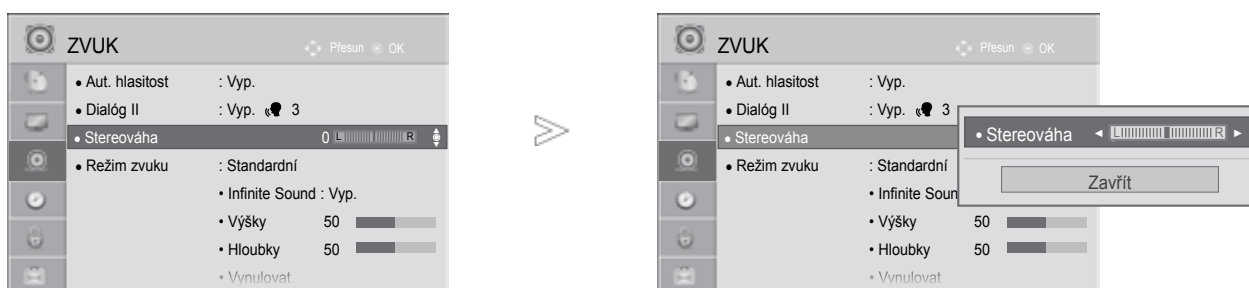 ZVUK
Přesun OK
• Aut. hlasitost : Vyp.
• Dialóg II : Vyp. 3
• Stereováha 0 L R
• Režim zvuku : Standardní
• Infinite Sound : Vyp.
• Výšky 50
• Hloubky 50
• Vynulovat
ZVUK
Přesun OK
• Aut. hlasitost : Vyp.
• Dialóg II : Vyp. 3
• Stereováha
• Režim zvuku : Standardní
• Infinite Soun
• Výšky 50
• Hloubky 50
• Vynulovat
• Stereováha ◄ L R ►
Zavřít